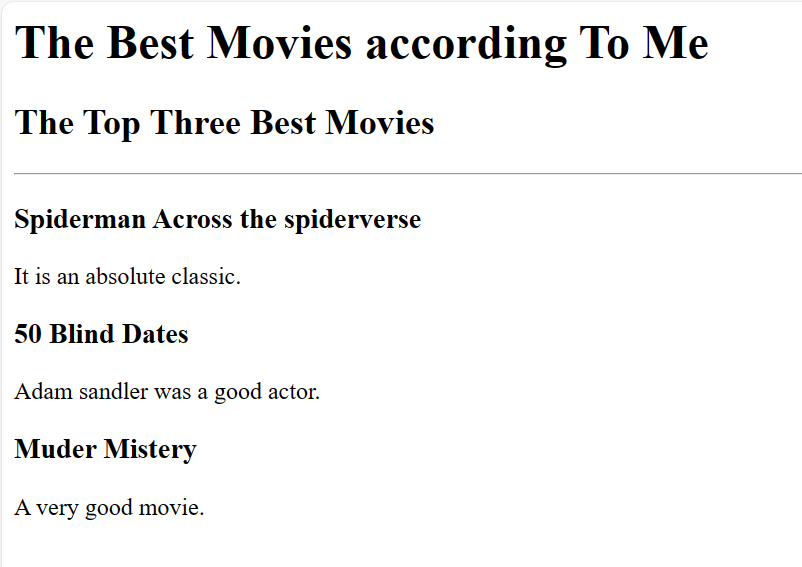 The Best Movies according To Me
The Top Three Best Movies
Spiderman Across the spiderverse
It is an absolute classic.
50 Blind Dates
Adam sandler was a good actor.
Muder Mistery
A very good movie.